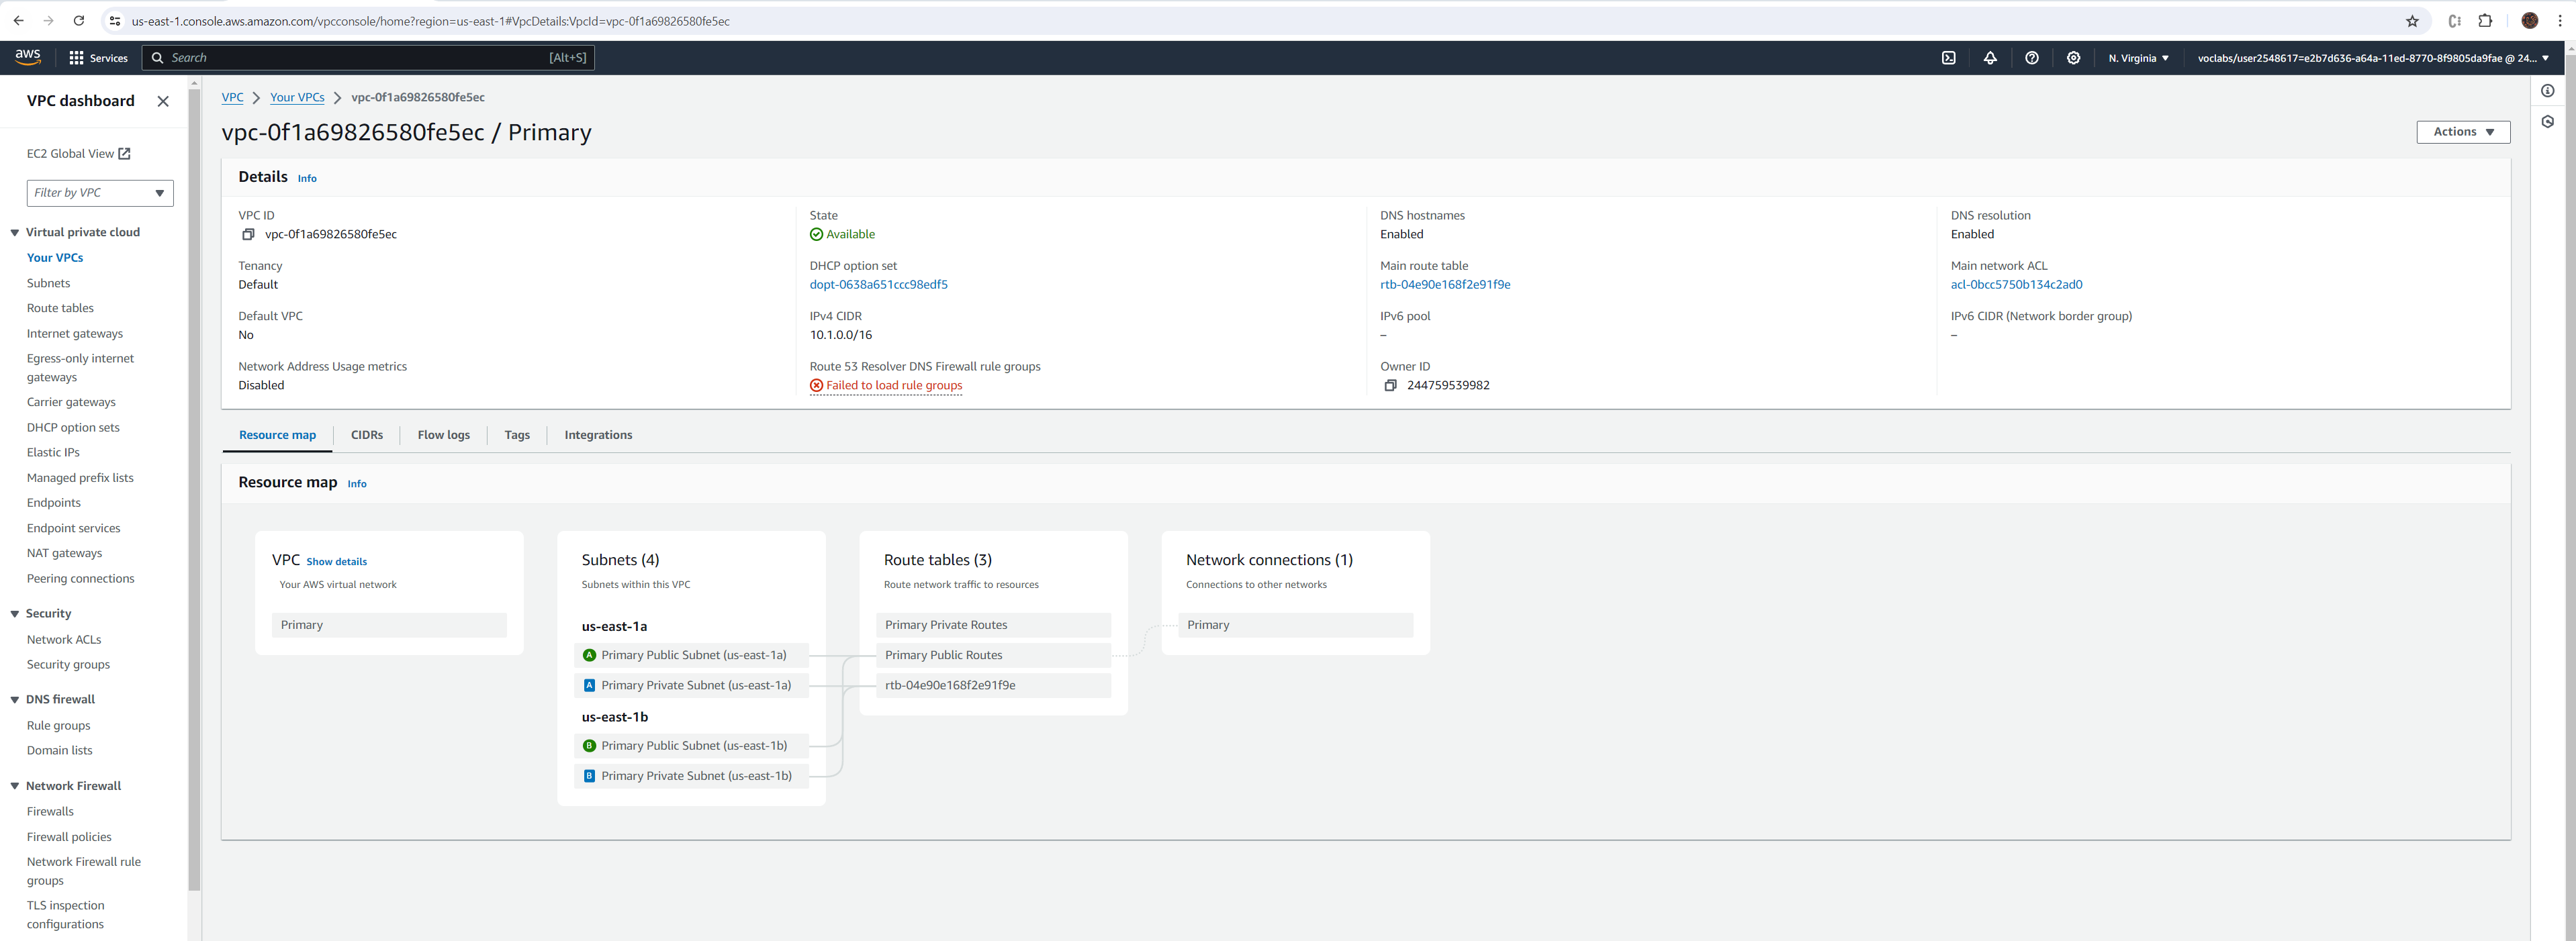 us-east-1.console.aws.amazon.com/vpcconsole/home?region=us-east-1#VpcDetails:VpcId=vpc-0f1a69826580fe5ec
aws
Services
Search
[Alt+S]
N. Virginia
voclabs/user2548617=e2b7d636-a64a-11ed-8770-8f9805da9fae @ 24...
VPC dashboard
EC2 Global View
Filter by VPC
Virtual private cloud
Your VPCs
Subnets
Route tables
Internet gateways
Egress-only internet
gateways
Carrier gateways
DHCP option sets
Elastic IPs
Managed prefix lists
Endpoints
Endpoint services
NAT gateways
Peering connections
Security
Network ACLs
Security groups
DNS firewall
Rule groups
Domain lists
Network Firewall
Firewalls
Firewall policies
Network Firewall rule
groups
TLS inspection
configurations
VPC
Your VPCs
vpc-0f1a69826580fe5ec
vpc-0f1a69826580fe5ec / Primary
Actions
Details Info
VPC ID
vpc-0f1a69826580fe5ec
State
Available
DNS hostnames
Enabled
DNS resolution
Enabled
Tenancy
Default
DHCP option set
dopt-0638a651ccc98edf5
Main route table
rtb-04e90e168f2e91f9e
Main network ACL
acl-0bcc5750b134c2ad0
Default VPC
No
IPv4 CIDR
10.1.0.0/16
IPv6 pool
–
IPv6 CIDR (Network border group)
–
Network Address Usage metrics
Disabled
Route 53 Resolver DNS Firewall rule groups
Failed to load rule groups
Owner ID
244759539982
Resource map
CIDRs
Flow logs
Tags
Integrations
Resource map Info
VPC Show details
Your AWS virtual network
Primary
Subnets (4)
Subnets within this VPC
us-east-1a
A Primary Public Subnet (us-east-1a)
A Primary Private Subnet (us-east-1a)
us-east-1b
B Primary Public Subnet (us-east-1b)
B Primary Private Subnet (us-east-1b)
Route tables (3)
Route network traffic to resources
Primary Private Routes
Primary Public Routes
rtb-04e90e168f2e91f9e
Network connections (1)
Connections to other networks
Primary